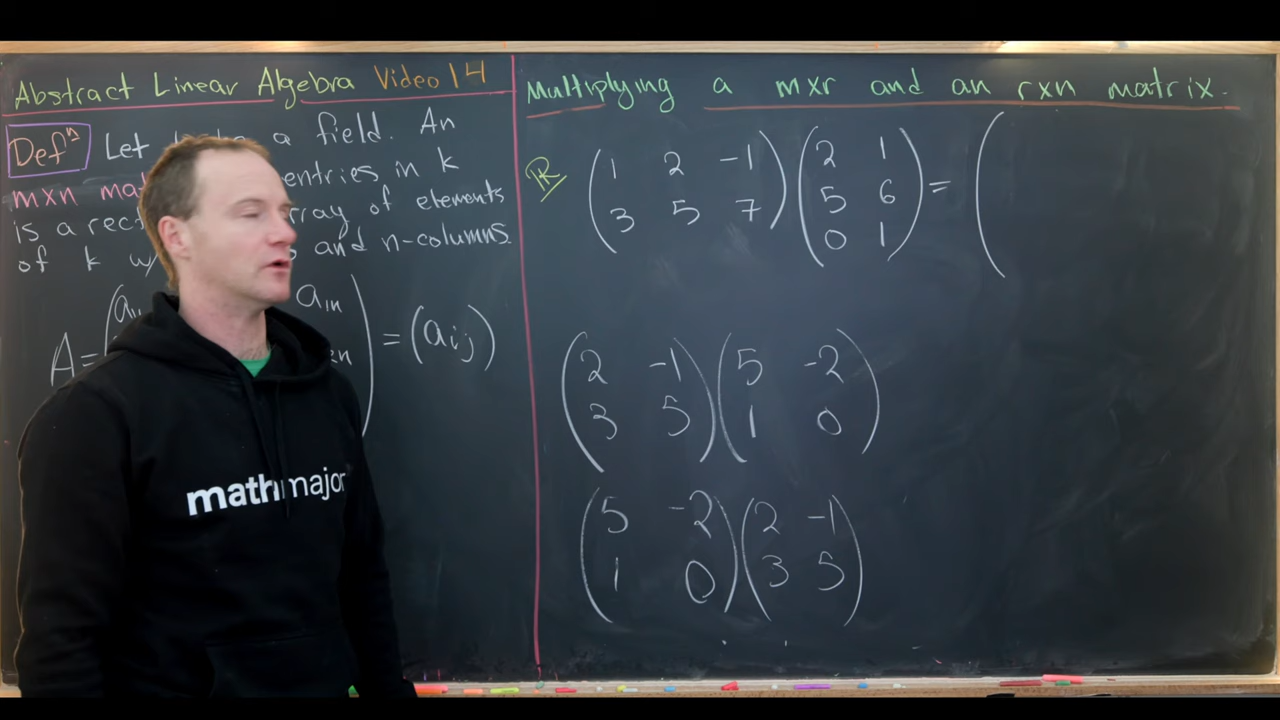 Abstract Linear Algebra Video 14
Defⁿ Let a field. An
mxn entries in k
is a of elements
of k w/ and n-columns.
A = ( a₁₁ a₁ₙ ) = (aᵢⱼ)
Multiplying a mxr and an rxn matrix.
R ( 1 2 -1 ) ( 2 1 ) = (
3 5 7 5 6
0 1
( 2 -1 ) ( 5 -2 )
3 5 1 0
( 5 -2 ) ( 2 -1 )
1 0 3 5
mathmajor